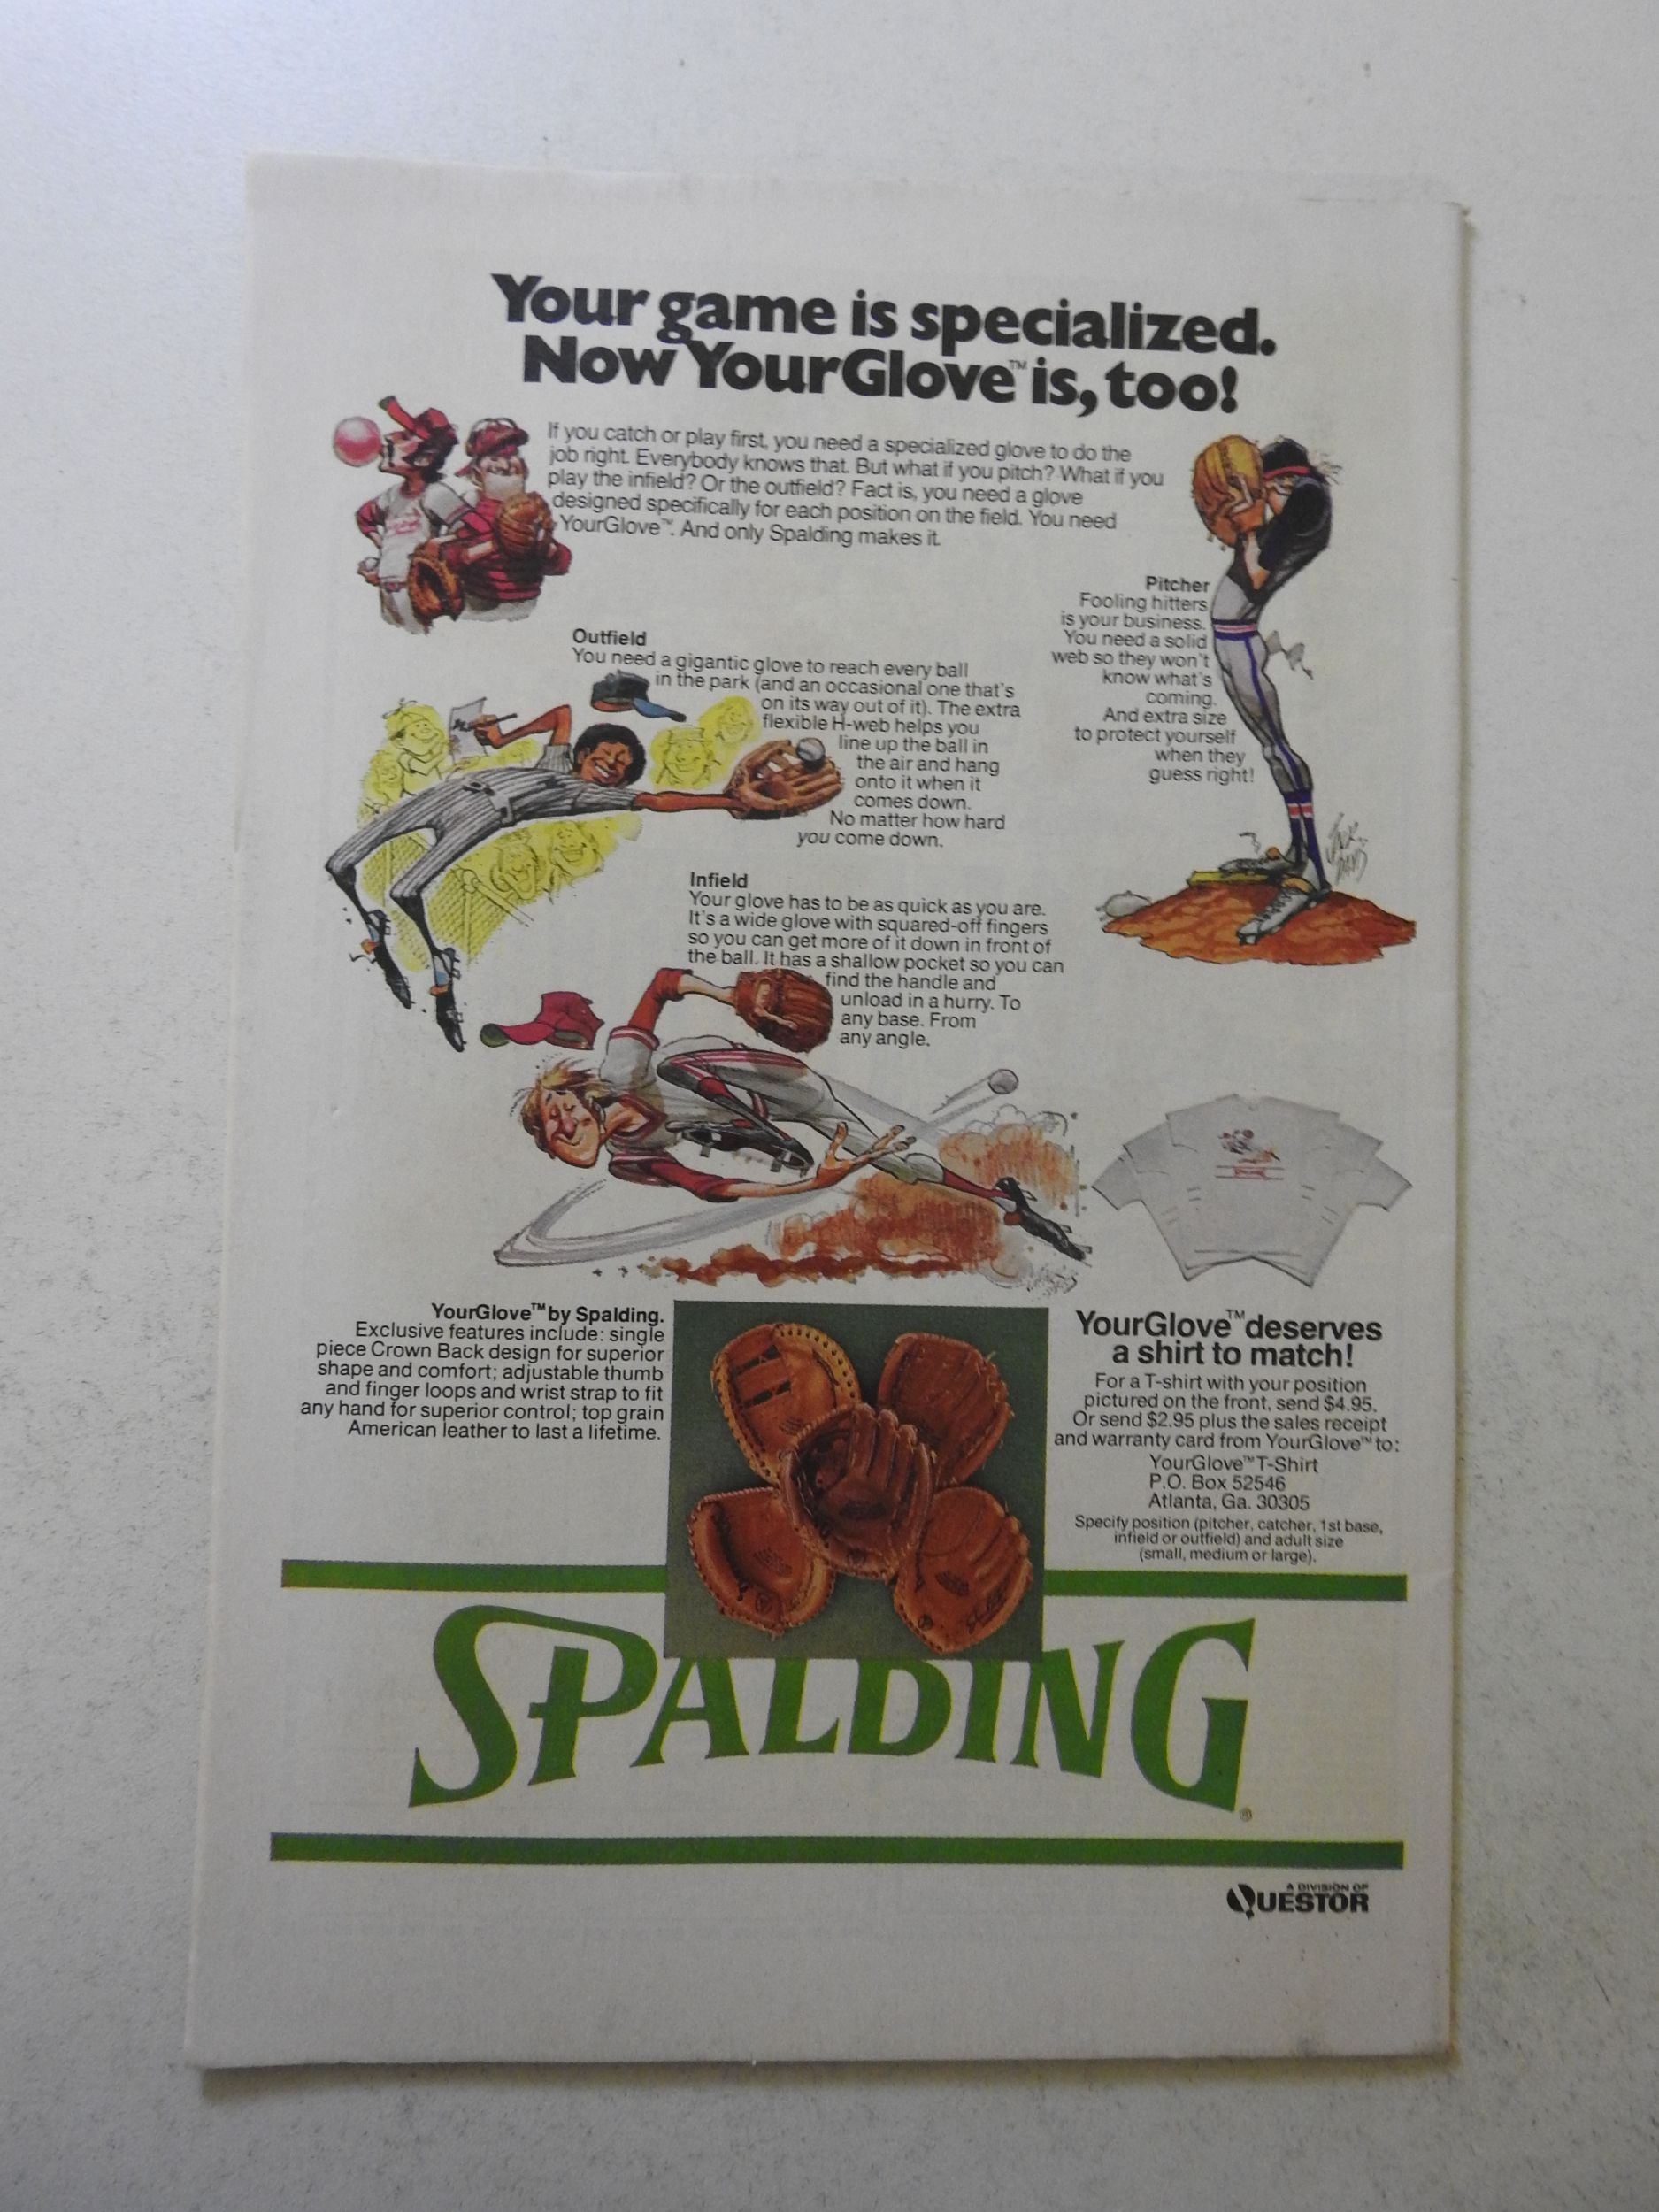 Your game is specialized.
Now YourGlove™ is, too!
If you catch or play first, you need a specialized glove to do the
job right. Everybody knows that. But what if you pitch? What if you
play the infield? Or the outfield? Fact is, you need a glove
designed specifically for each position on the field. You need
YourGlove™. And only Spalding makes it.
Pitcher
Fooling hitters
is your business.
You need a solid
web so they won't
know what's
coming.
And extra size
to protect yourself
when they
guess right!
Outfield
You need a gigantic glove to reach every ball
in the park (and an occasional one that's
on its way out of it). The extra
flexible H-web helps you
line up the ball in
the air and hang
onto it when it
comes down.
No matter how hard
you come down.
Infield
Your glove has to be as quick as you are.
It's a wide glove with squared-off fingers
so you can get more of it down in front of
the ball. It has a shallow pocket so you can
find the handle and
unload in a hurry. To
any base. From
any angle.
YourGlove™ by Spalding.
Exclusive features include: single
piece Crown Back design for superior
shape and comfort; adjustable thumb
and finger loops and wrist strap to fit
any hand for superior control; top grain
American leather to last a lifetime.
YourGlove™ deserves
a shirt to match!
For a T-shirt with your position
pictured on the front, send $4.95.
Or send $2.95 plus the sales receipt
and warranty card from YourGlove™ to:
YourGlove™ T-Shirt
P.O. Box 52546
Atlanta, Ga. 30305
Specify position (pitcher, catcher, 1st base,
infield or outfield) and adult size
(small, medium or large).
SPALDING®
A DIVISION OF
QUESTOR